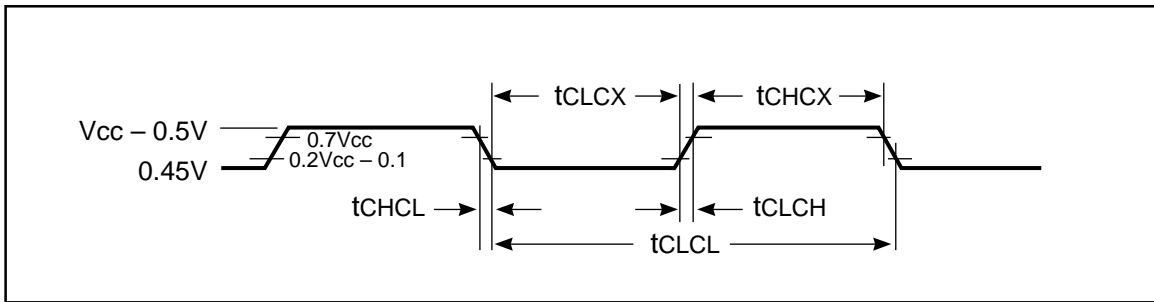 tCLCX
tCHCX
Vcc – 0.5V
0.7Vcc
0.2Vcc – 0.1
0.45V
tCHCL
tCLCH
tCLCL